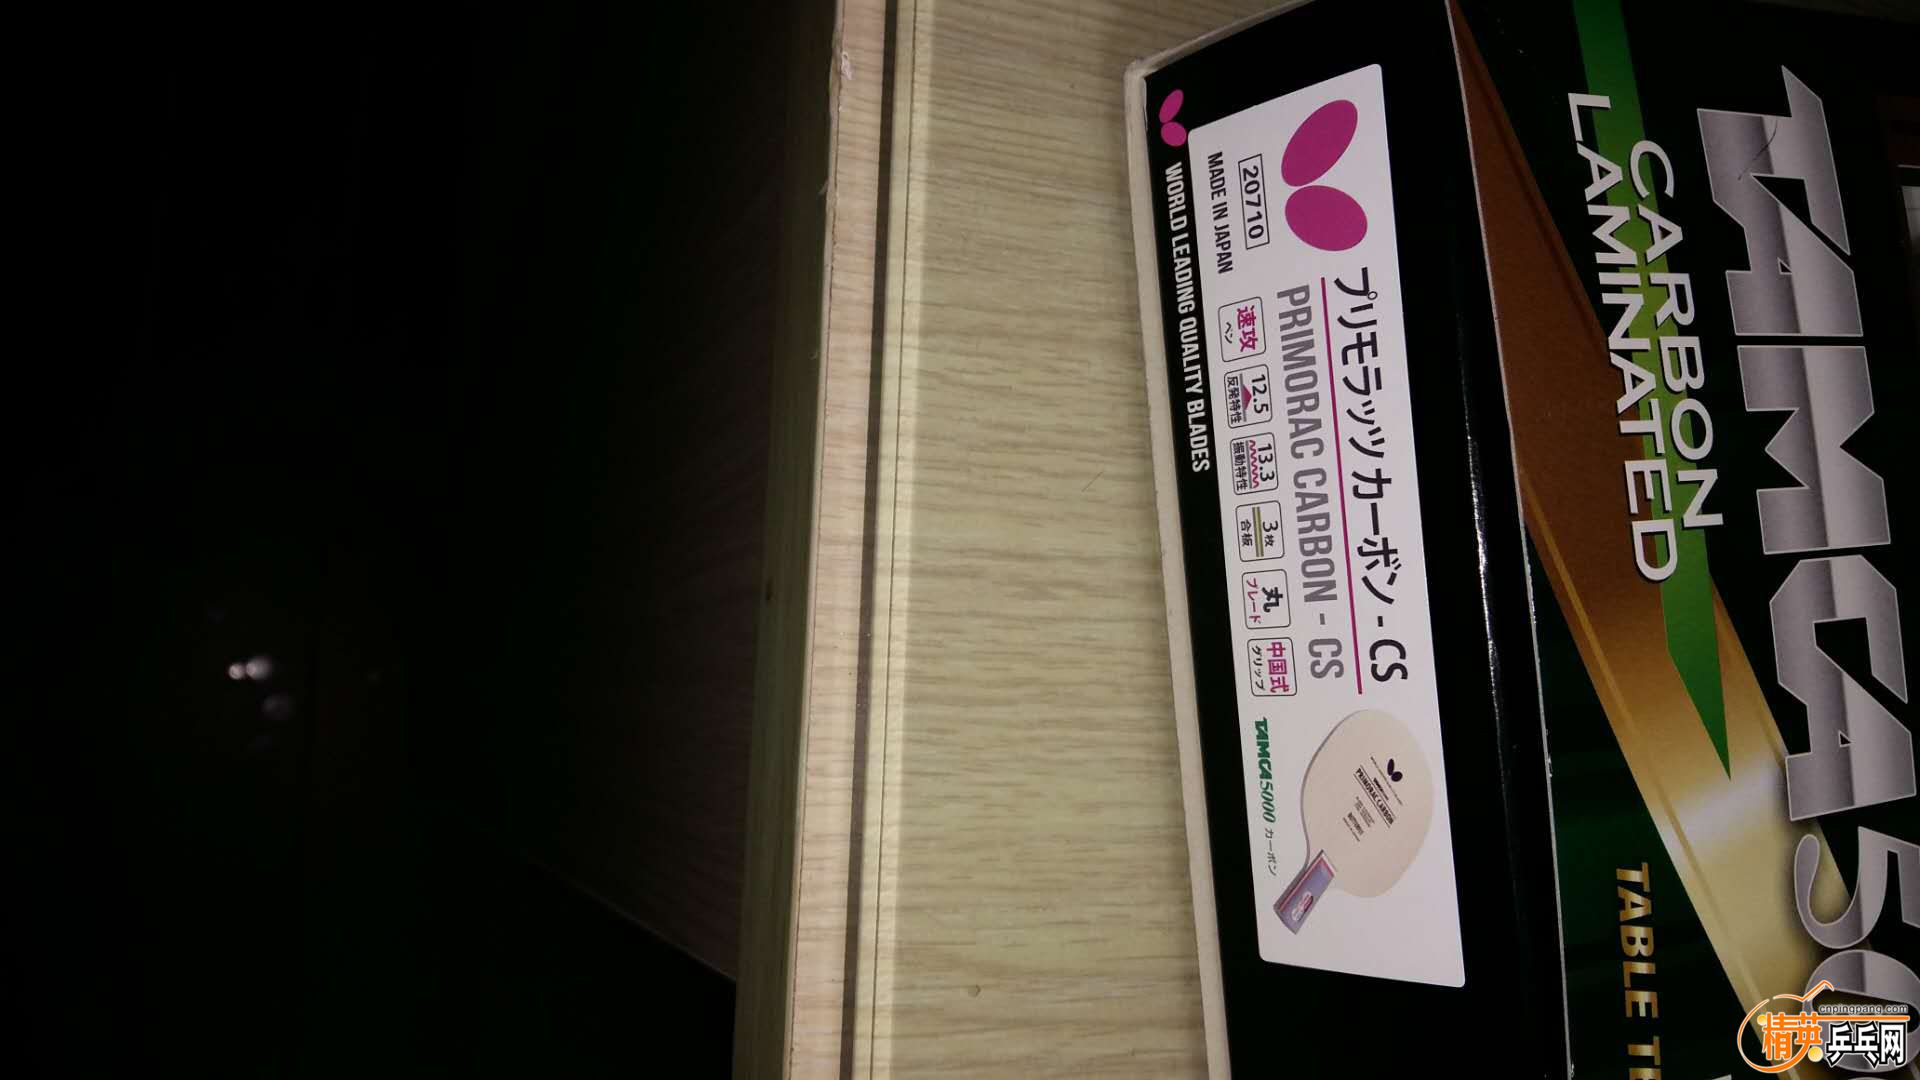 プリモラッツ カーボン - CS
PRIMORAC CARBON - CS
20710
MADE IN JAPAN
速攻
ペン
12.5
反発特性
13.3
振動特性
3枚
合板
丸
ブレード
中国式
グリップ
TAMCA5000 カーボン
PRIMORAC CARBON
WORLD LEADING QUALITY BLADES
TAMCA 50
CARBON
LAMINATED
TABLE T
cnpingpang.com
精英乒乓网